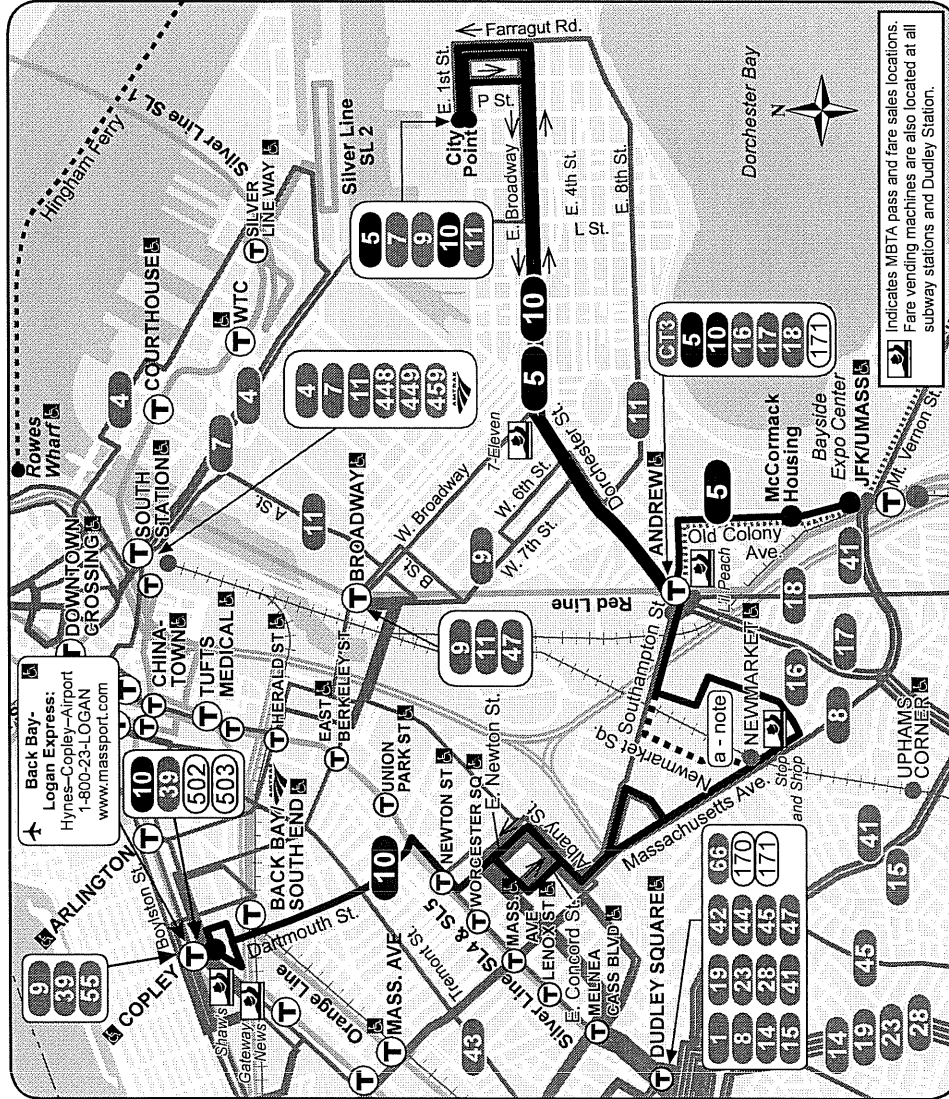 Back Bay-
Logan Express:
Hynes–Copley–Airport
1-800-23-LOGAN
www.massport.com
10
39
502
503
9
39
55
ARLINGTON
COPLEY
Boylston St.
Shaw's
Gateway
News
Orange Line
MASS. AVE
Dartmouth St.
BACK BAY/
SOUTH END
AMTRAK
10
Tremont St.
43
DOWNTOWN
CROSSING
CHINA-
TOWN
TUFTS
MEDICAL
HERALD ST
EAST
BERKELEY ST
UNION
PARK ST
NEWTON ST
WORCESTER SQ
E. Newton St.
SL4 & SL5
Silver Line
MASS.
AVE
LENOX ST
E. Concord St.
MELNEA
CASS BLVD
Albany St.
DUDLEY SQUARE
1 19 42 66
8 23 44 170
14 28 45 171
15 41 47
14
19
23
28
45
15
41
Rowes
Wharf
Hingham Ferry
SOUTH
STATION
COURTHOUSE
WTC
SILVER
LINE WAY
Silver Line SL 1
Silver Line
SL 2
4
7
4
4
7
11
448
449
459
AMTRAK
A St.
11
BROADWAY
W. Broadway
B St.
9
W. 6th St.
W. 7th St.
7-Eleven
9
11
47
Red Line
5
7
9
10
11
City
Point
E. 1st St.
Farragut Rd.
P St.
E. Broadway
E. 4th St.
L St.
E. 8th St.
5
10
Dorchester St.
11
ANDREW
CT3
5
10
16
17
18
171
Southampton St.
Newmarket Sq.
a - note
NEWMARKET
Stop
and Shop
Massachusetts Ave.
Lil Peach
Old Colony
Ave.
5
McCormack
Housing
Bayside
Expo Center
JFK/UMASS
Mt. Vernon St.
18
41
16
17
8
UPHAMS
CORNER
Dorchester Bay
N
Indicates MBTA pass and fare sales locations.
Fare vending machines are also located at all
subway stations and Dudley Station.
T